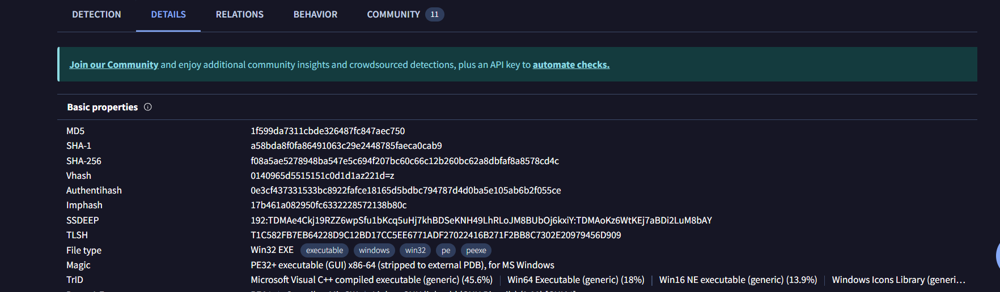 DETECTION DETAILS RELATIONS BEHAVIOR COMMUNITY 11
Join our Community and enjoy additional community insights and crowdsourced detections, plus an API key to automate checks.
Basic properties
MD5 1f599da7311cbde326487fc847aec750
SHA-1 a58bda8f0fa86491063c29e2448785faeca0cab9
SHA-256 f08a5ae5278948ba547e5c694f207bc60c66c12b260bc62a8dbfaf8a8578cd4c
Vhash 0140965d5515151c0d1d1az221d=z
Authentihash 0e3cf437331533bc8922fafce18165d5bdbc794787d4d0ba5e105ab6b2f055ce
Imphash 17b461a082950fc6332228572138b80c
SSDEEP 192:TDMAe4Ckj19RZZ6wpSfu1bKcq5uHj7khBDSeKNH49LhRLoJM8BUbOj6kxiY:TDMAoKz6WtKEj7aBDi2LuM8bAY
TLSH T1C582FB7EB64228D9C12BD17CC5EE6771ADF27022416B271F2BB8C7302E20979456D909
File type Win32 EXE executable windows win32 pe peexe
Magic PE32+ executable (GUI) x86-64 (stripped to external PDB), for MS Windows
TrID Microsoft Visual C++ compiled executable (generic) (45.6%) Win64 Executable (generic) (18%) Win16 NE executable (generic) (13.9%) Windows Icons Library (generi...